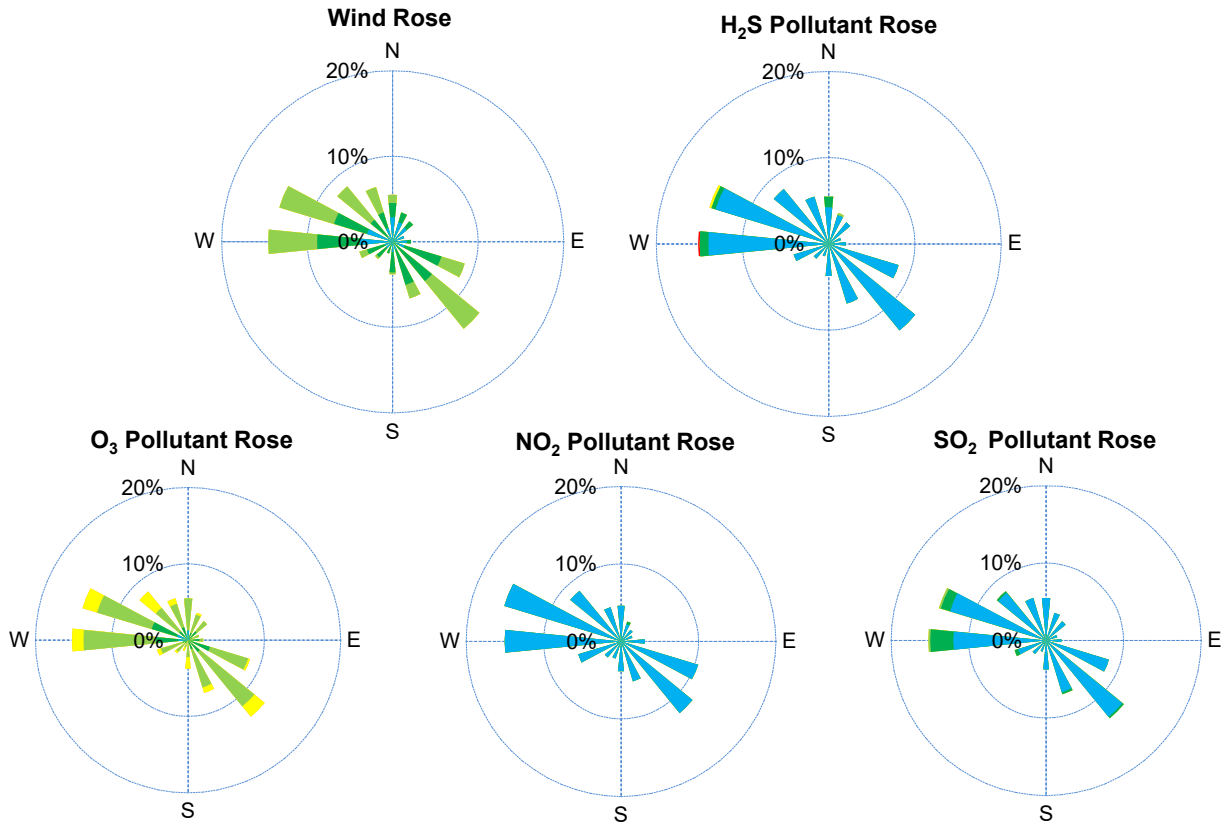 Wind Rose
N
20%
10%
0%
W
E
S
H₂S Pollutant Rose
N
20%
10%
0%
W
E
S
O₃ Pollutant Rose
N
20%
10%
0%
W
E
S
NO₂ Pollutant Rose
N
20%
10%
0%
W
E
S
SO₂ Pollutant Rose
N
20%
10%
0%
W
E
S